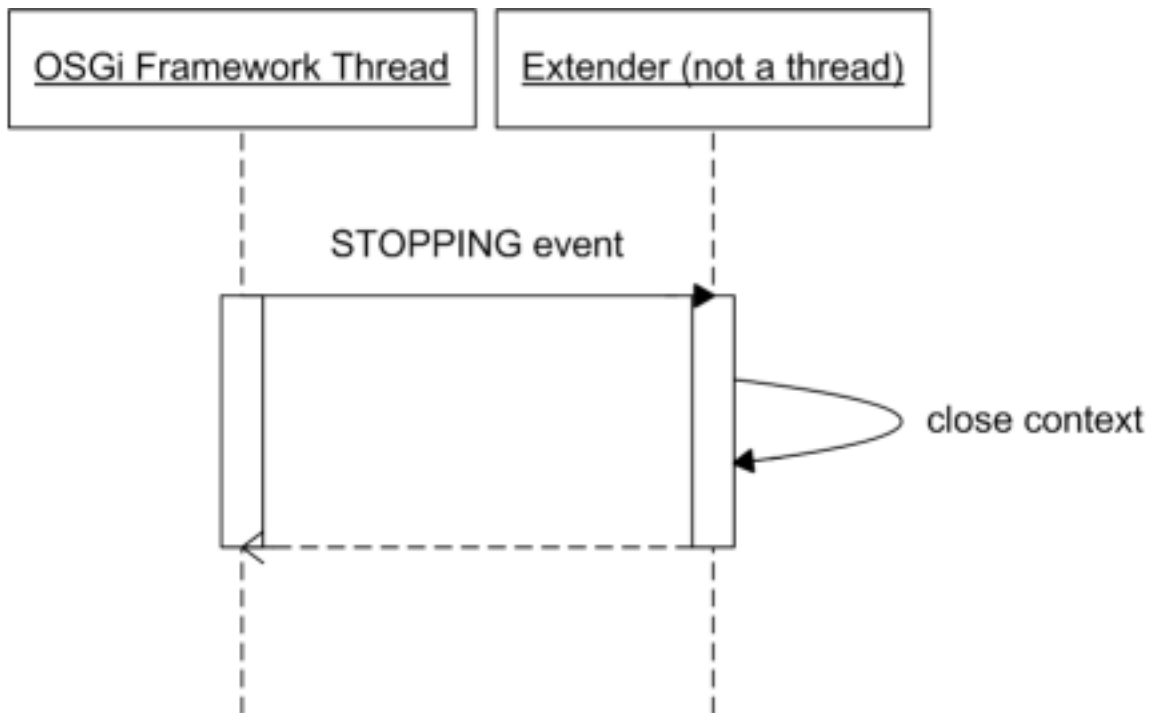 OSGi Framework Thread
Extender (not a thread)
STOPPING event
close context